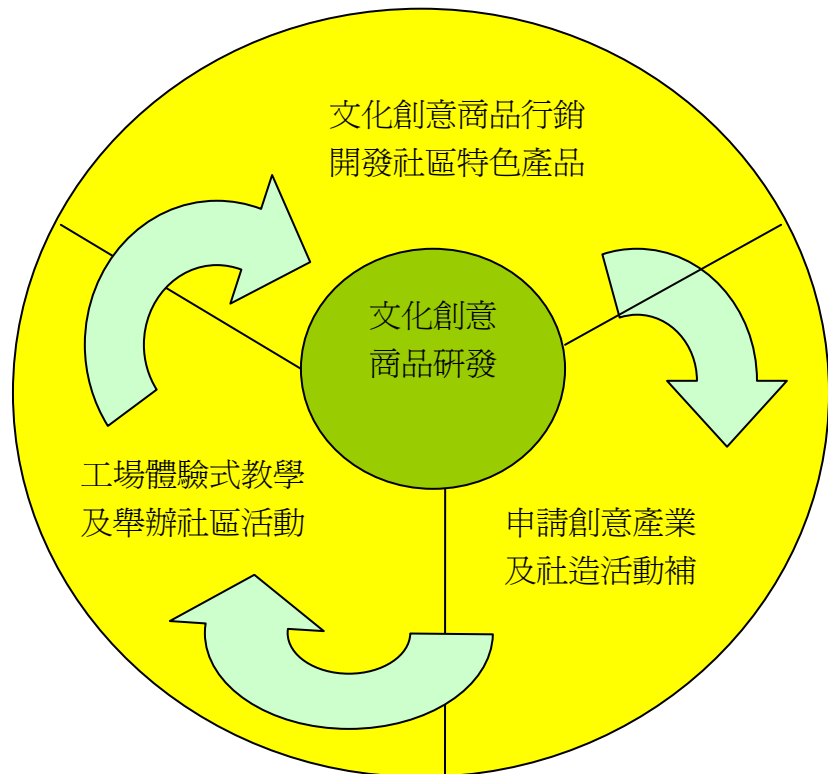 文化創意商品行銷
開發社區特色產品
文化創意
商品研發
工場體驗式教學
及舉辦社區活動
申請創意產業
及社造活動補